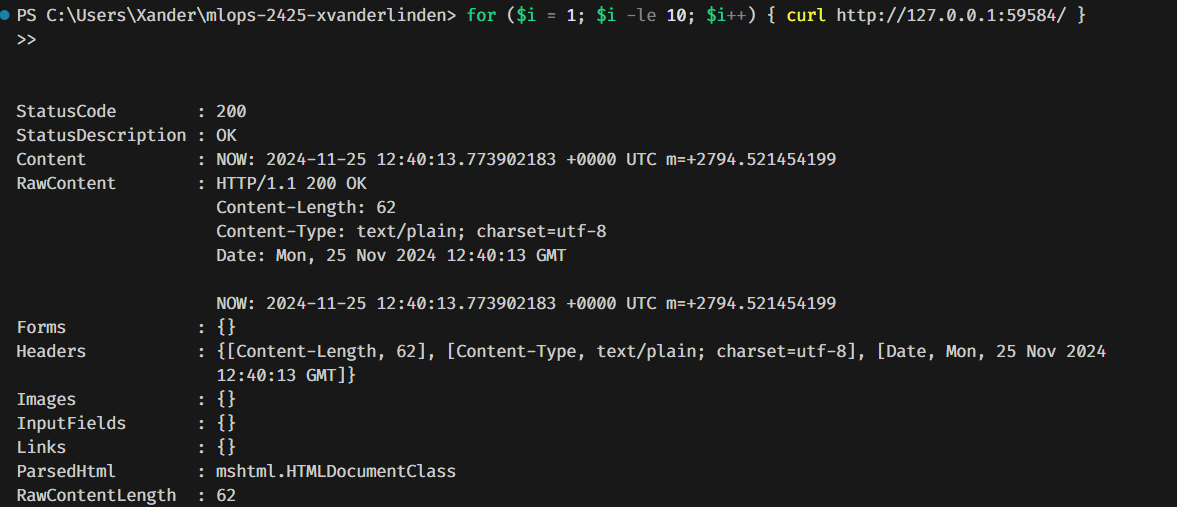 PS C:\Users\Xander\mlops-2425-xvanderlinden> for ($i = 1; $i -le 10; $i++) { curl http://127.0.0.1:59584/ }
>>
StatusCode        : 200
StatusDescription : OK
Content           : NOW: 2024-11-25 12:40:13.773902183 +0000 UTC m=+2794.521454199
RawContent        : HTTP/1.1 200 OK
                    Content-Length: 62
                    Content-Type: text/plain; charset=utf-8
                    Date: Mon, 25 Nov 2024 12:40:13 GMT
                    NOW: 2024-11-25 12:40:13.773902183 +0000 UTC m=+2794.521454199
Forms             : {}
Headers           : {[Content-Length, 62], [Content-Type, text/plain; charset=utf-8], [Date, Mon, 25 Nov 2024
                    12:40:13 GMT]}
Images            : {}
InputFields       : {}
Links             : {}
ParsedHtml        : mshtml.HTMLDocumentClass
RawContentLength  : 62